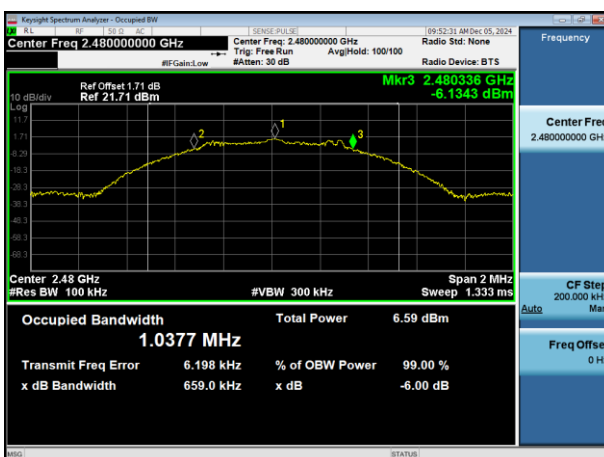 Keysight Spectrum Analyzer - Occupied BW
RL RF 50 Ω AC SENSE:PULSE 09:52:31 AM Dec 05, 2024
Center Freq 2.480000000 GHz Center Freq: 2.480000000 GHz Radio Std: None Frequency
Trig: Free Run Avg|Hold: 100/100
#IFGain:Low #Atten: 30 dB Radio Device: BTS
Ref Offset 1.71 dB Mkr3 2.480336 GHz
10 dB/div Ref 21.71 dBm -6.1343 dBm
Log
11.7
1.71
-8.29
-18.3
-28.3
-38.3
-48.3
-58.3
-68.3
2 1 3
Center Freq
2.480000000 GH
Center 2.48 GHz Span 2 MHz
#Res BW 100 kHz #VBW 300 kHz Sweep 1.333 ms
CF Step
200.000 kH
Auto Man
Occupied Bandwidth Total Power 6.59 dBm
1.0377 MHz
Freq Offset
0 H
Transmit Freq Error 6.198 kHz % of OBW Power 99.00 %
x dB Bandwidth 659.0 kHz x dB -6.00 dB
MSG STATUS